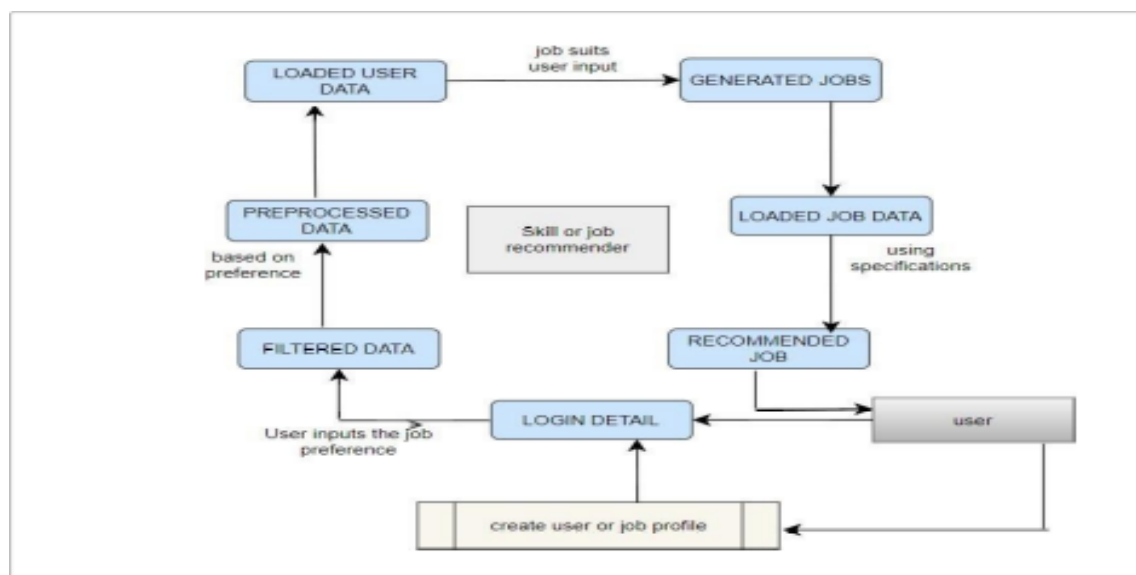 job suits
user input
LOADED USER
DATA
GENERATED JOBS
PREPROCESSED
DATA
Skill or job
recommender
LOADED JOB DATA
based on
preference
using
specifications
FILTERED DATA
RECOMMENDED
JOB
LOGIN DETAIL
user
User inputs the job
preference
create user or job profile